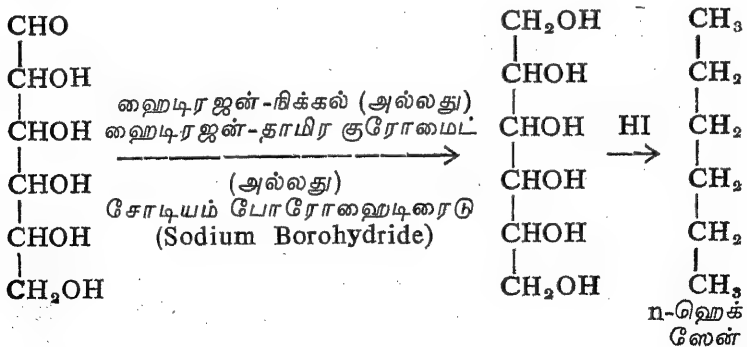 CHO
CHOH
CHOH
CHOH
CHOH
CH₂OH
ஹைடிரஜன்-நிக்கல் (அல்லது)
ஹைடிரஜன்-தாமிர குரோமைட்
(அல்லது)
சோடியம் போரோஹைடிரைடு
(Sodium Borohydride)
CH₂OH
CHOH
CHOH
CHOH
CHOH
CH₂OH
HI
CH₃
CH₂
CH₂
CH₂
CH₂
CH₃
n-ஹெக்
ஸேன்